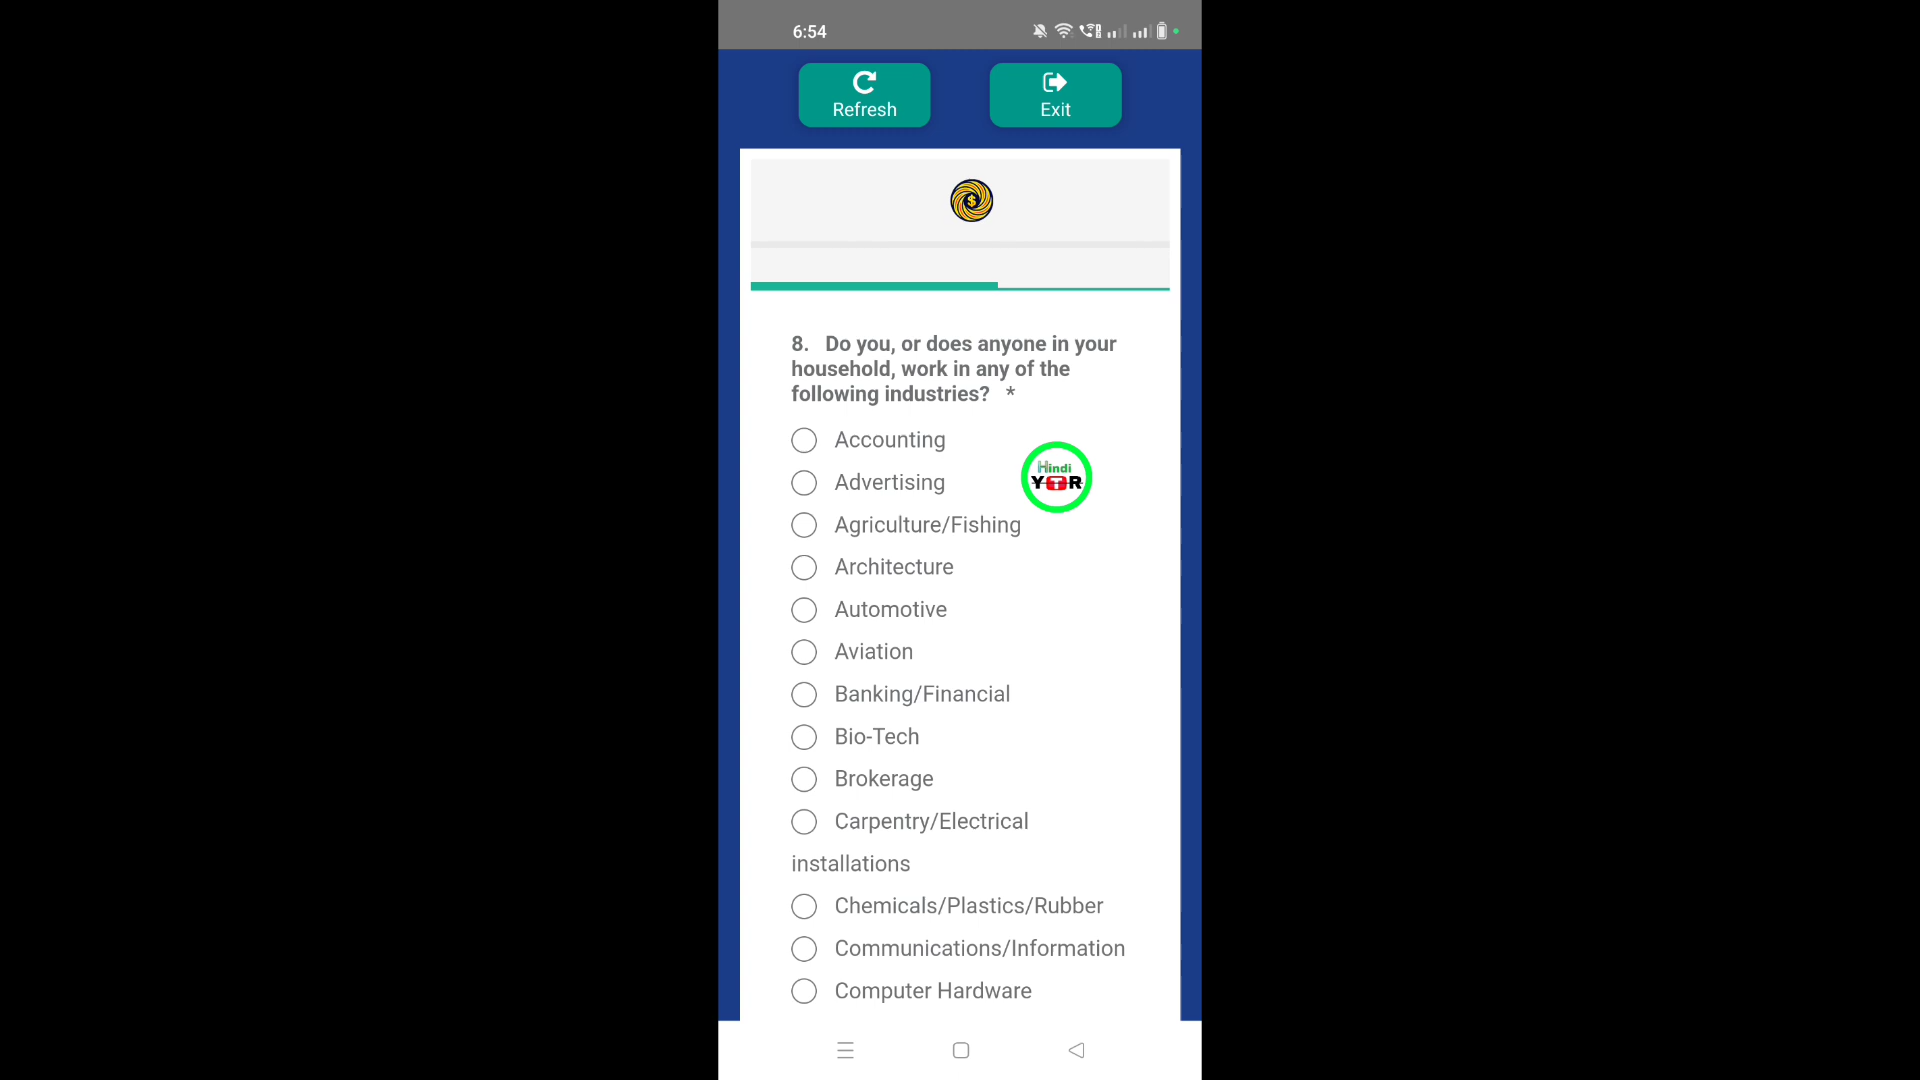 6:54
Refresh
Exit
$
8. Do you, or does anyone in your
household, work in any of the
following industries? *
Accounting
Advertising
Hindi
YTR
Agriculture/Fishing
Architecture
Automotive
Aviation
Banking/Financial
Bio-Tech
Brokerage
Carpentry/Electrical
installations
Chemicals/Plastics/Rubber
Communications/Information
Computer Hardware